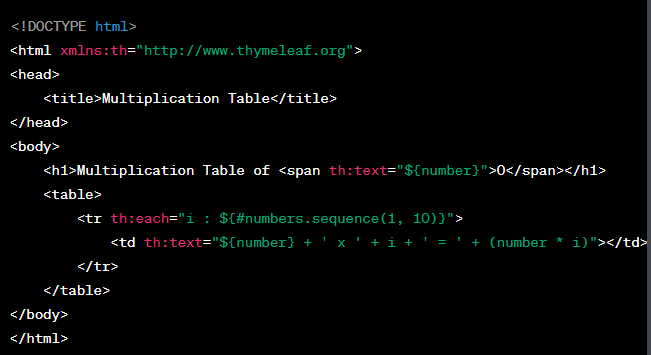 <!DOCTYPE html>
<html xmlns:th="http://www.thymeleaf.org">
<head>
    <title>Multiplication Table</title>
</head>
<body>
    <h1>Multiplication Table of <span th:text="${number}">0</span></h1>
    <table>
        <tr th:each="i : ${#numbers.sequence(1, 10)}">
            <td th:text="${number} + ' x ' + i + ' = ' + (number * i)"></td>
        </tr>
    </table>
</body>
</html>